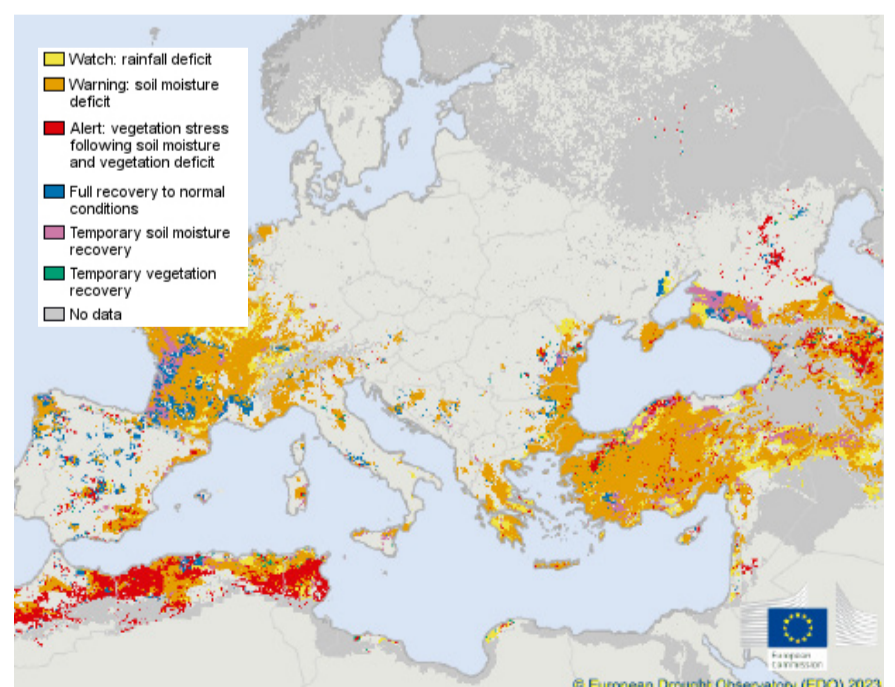 Watch: rainfall deficit
Warning: soil moisture
deficit
Alert: vegetation stress
following soil moisture
and vegetation deficit
Full recovery to normal
conditions
Temporary soil moisture
recovery
Temporary vegetation
recovery
No data
European
Commission
© European Drought Observatory (EDO) 2023